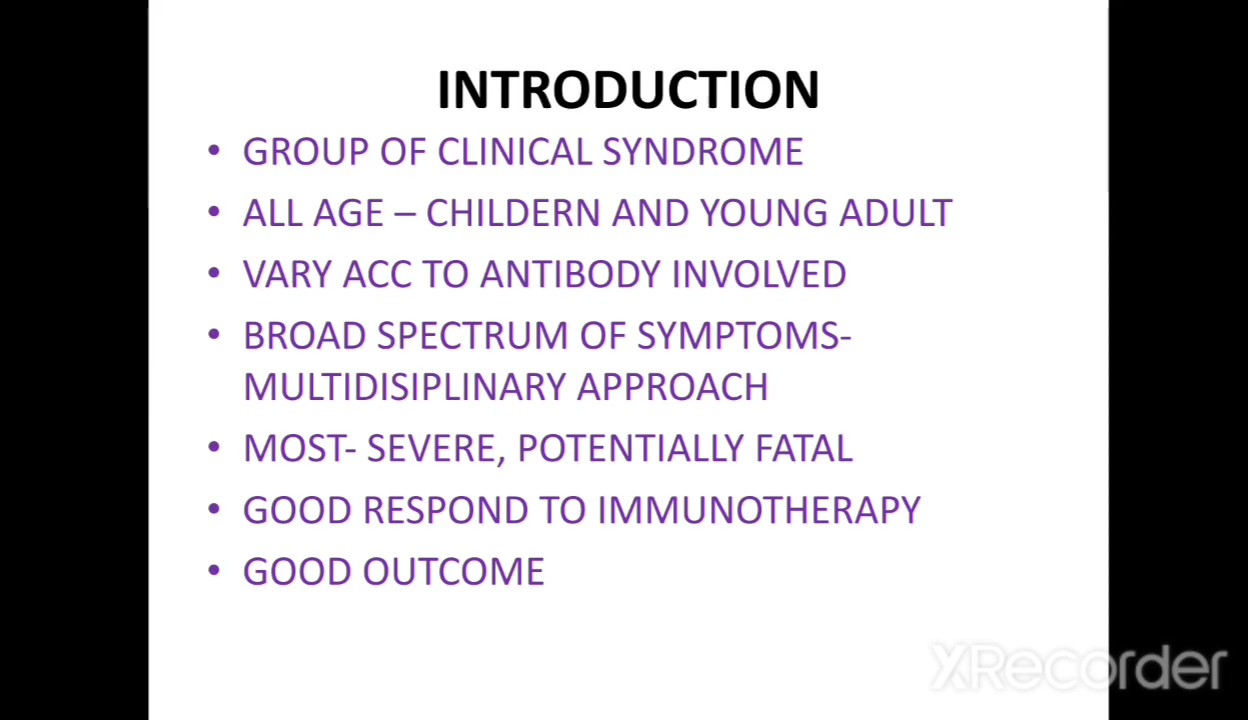 INTRODUCTION
• GROUP OF CLINICAL SYNDROME
• ALL AGE – CHILDERN AND YOUNG ADULT
• VARY ACC TO ANTIBODY INVOLVED
• BROAD SPECTRUM OF SYMPTOMS-
MULTIDISIPLINARY APPROACH
• MOST- SEVERE, POTENTIALLY FATAL
• GOOD RESPOND TO IMMUNOTHERAPY
• GOOD OUTCOME
XRecorder